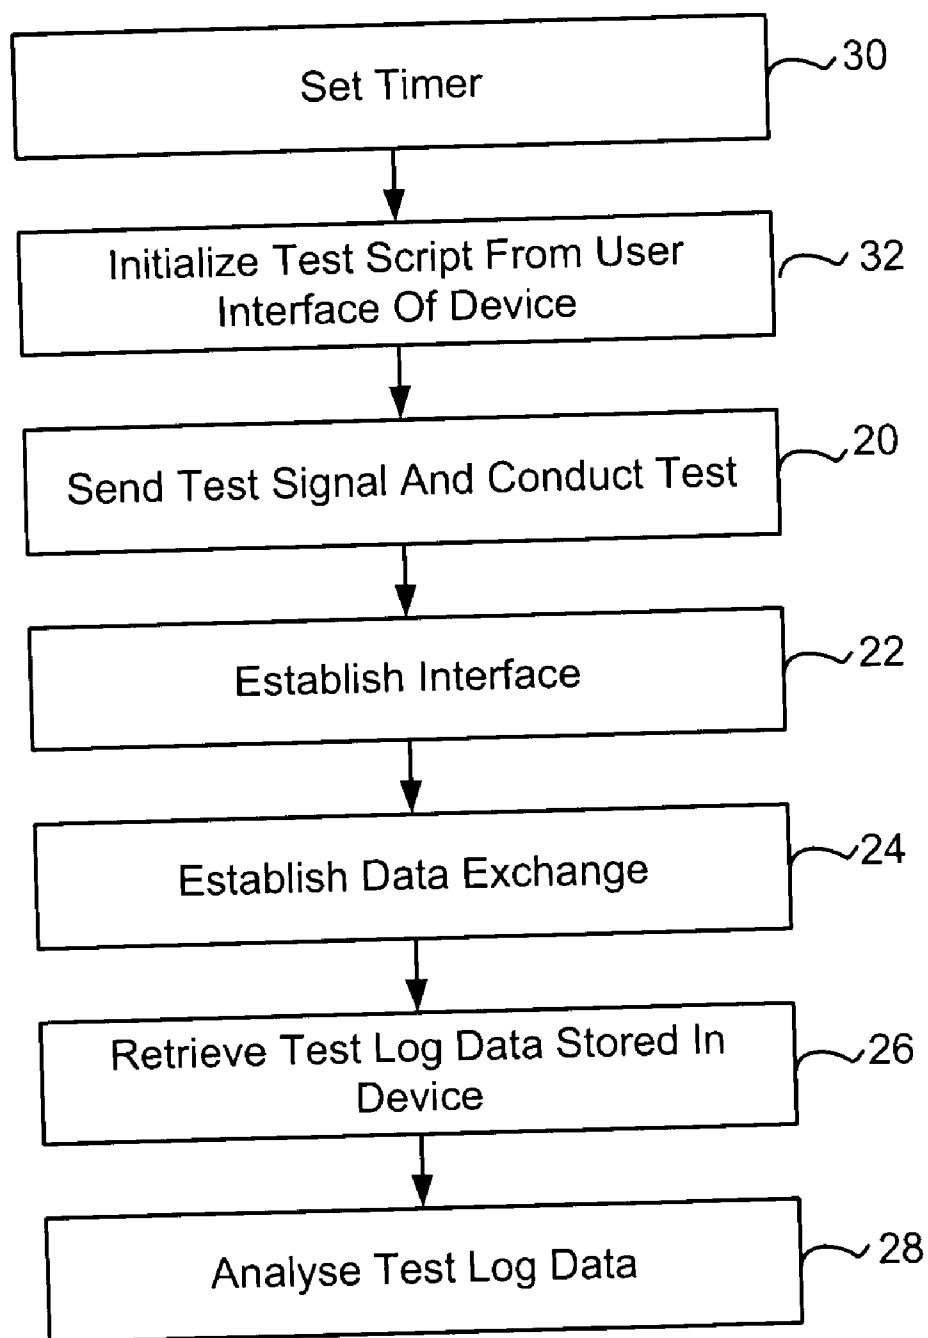 Set Timer
30
Initialize Test Script From User
Interface Of Device
32
Send Test Signal And Conduct Test
20
Establish Interface
22
Establish Data Exchange
24
Retrieve Test Log Data Stored In
Device
26
Analyse Test Log Data
28